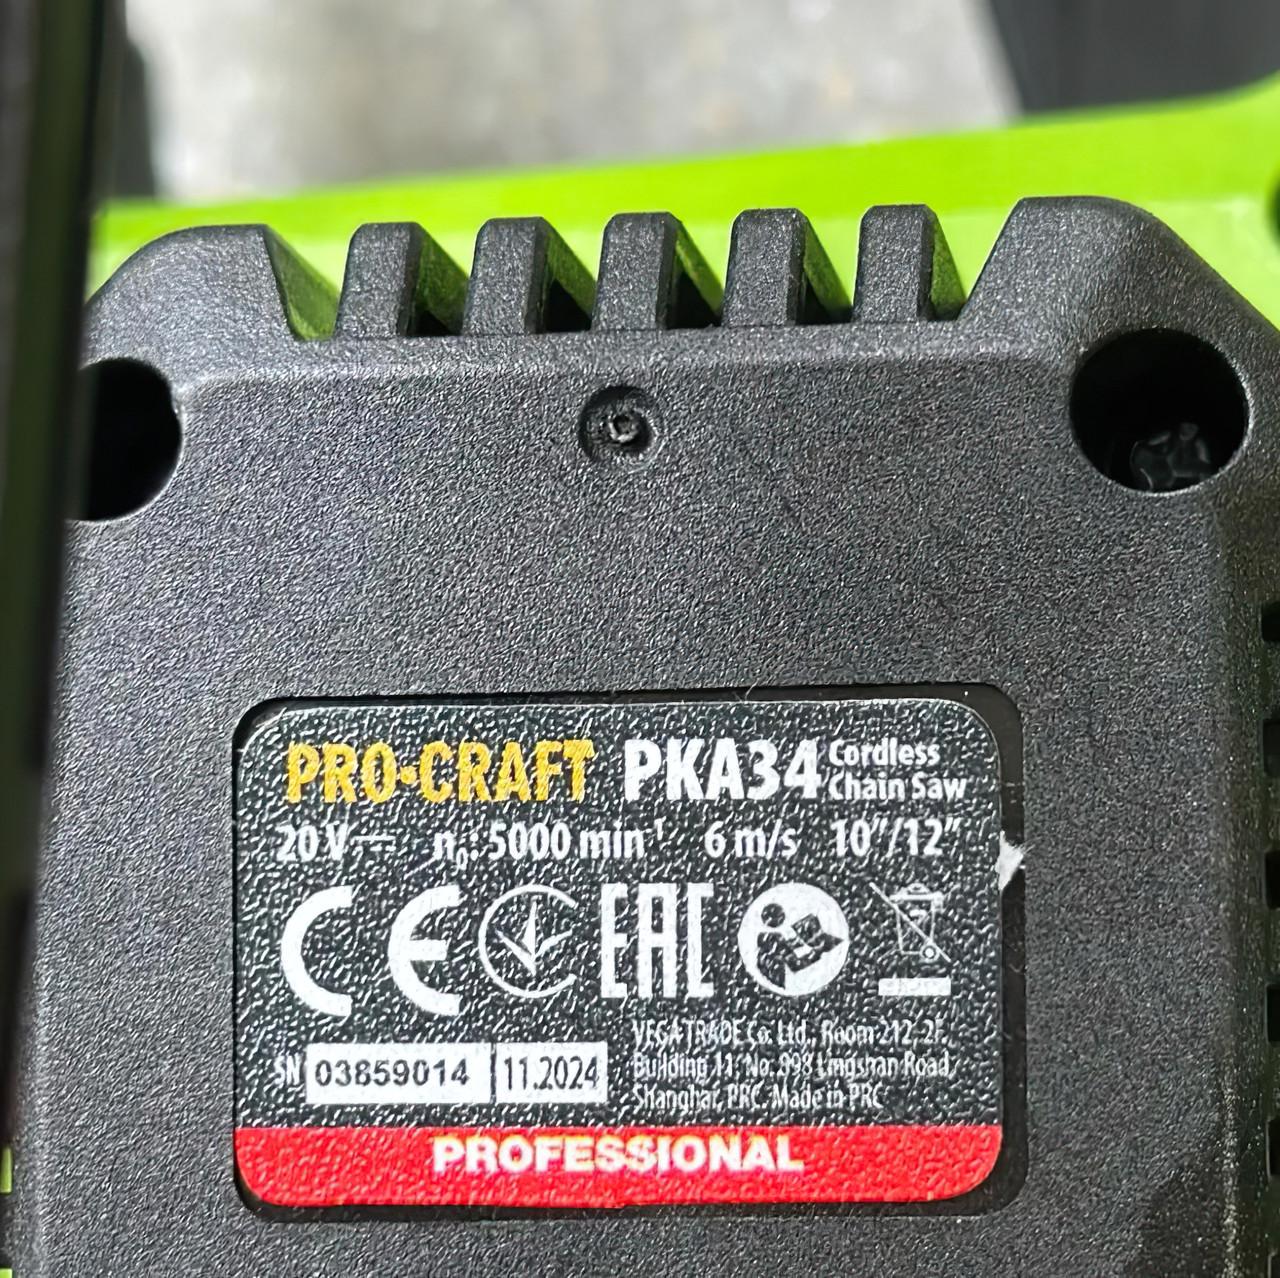 PRO-CRAFT PKA34 Cordless Chain Saw
20 V⎓ n₀: 5000 min⁻¹ 6 m/s 10″/12″
CE EAC
SN 03859014 11.2024
VEGA TRADE Co. Ltd., Room 212, 2F,
Building 11, No. 998 Lingshan Road,
Shanghai, PRC. Made in PRC
PROFESSIONAL